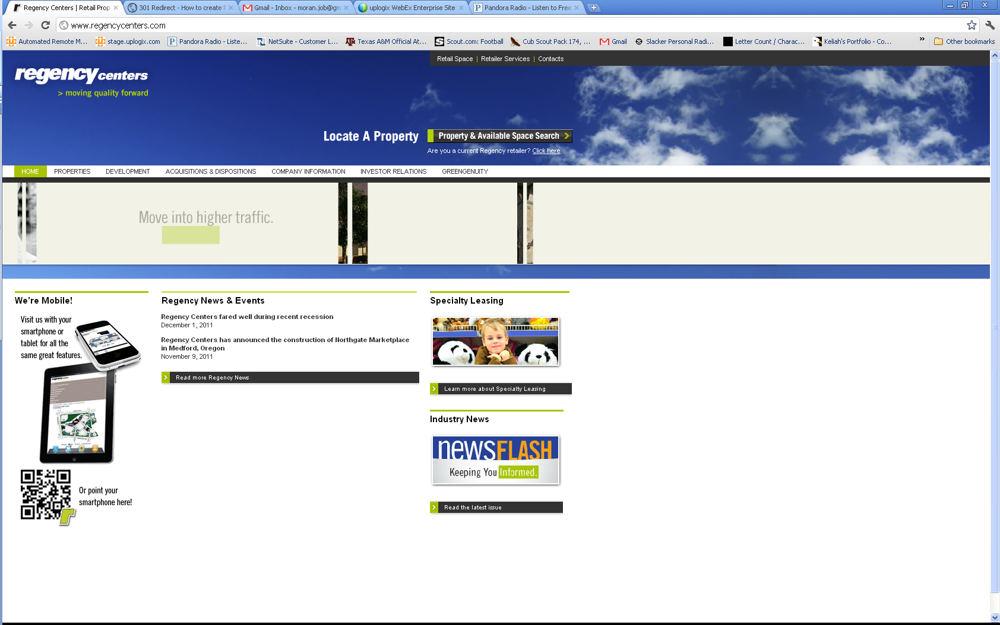 Regency Centers | Retail Prop
301 Redirect - How to create
Gmail - Inbox - moran.job@gm
uplogix WebEx Enterprise Site
Pandora Radio - Listen to Free
www.regencycenters.com
Automated Remote M...
stage.uplogix.com
Pandora Radio - Liste...
NetSuite - Customer L...
Texas A&M Official At...
Scout.com: Football
Cub Scout Pack 174, ...
Gmail
Slacker Personal Radi...
Letter Count / Charac...
Keliah's Portfolio - Co...
Other bookmarks
Retail Space | Retailer Services | Contacts
regencycenters
> moving quality forward
Locate A Property
Property & Available Space Search
Are you a current Regency retailer? Click here
HOME PROPERTIES DEVELOPMENT ACQUISITIONS & DISPOSITIONS COMPANY INFORMATION INVESTOR RELATIONS GREENGENUITY
Move into higher traffic.
We're Mobile!
Visit us with your
smartphone or
tablet for all the
same great features.
Or point your
smartphone here!
Regency News & Events
Regency Centers fared well during recent recession
December 1, 2011
Regency Centers has announced the construction of Northgate Marketplace
in Medford, Oregon
November 9, 2011
Read more Regency News
Specialty Leasing
Learn more about Specialty Leasing
Industry News
newsFLASH
Keeping You Informed.
Read the latest issue